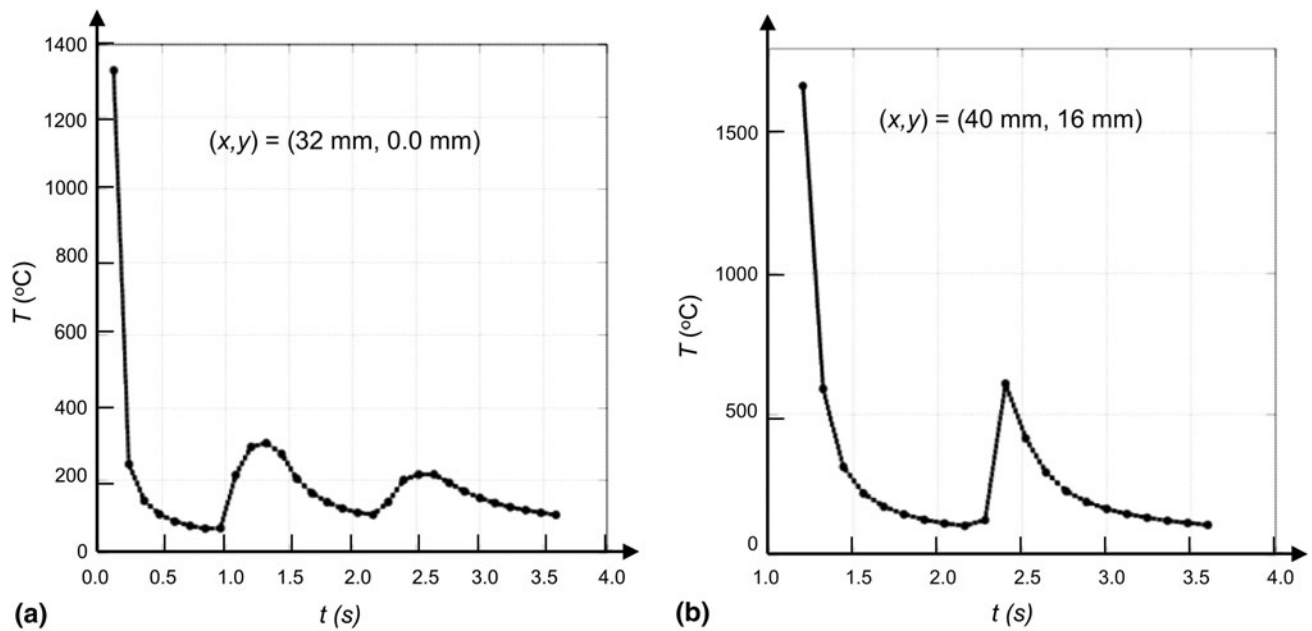 1400
1200
1000
800
600
400
200
0
T (°C)
(x,y) = (32 mm, 0.0 mm)
0.0 0.5 1.0 1.5 2.0 2.5 3.0 3.5 4.0
(a)
t (s)
1500
1000
500
0
T (°C)
(x,y) = (40 mm, 16 mm)
1.0 1.5 2.0 2.5 3.0 3.5 4.0
(b)
t (s)